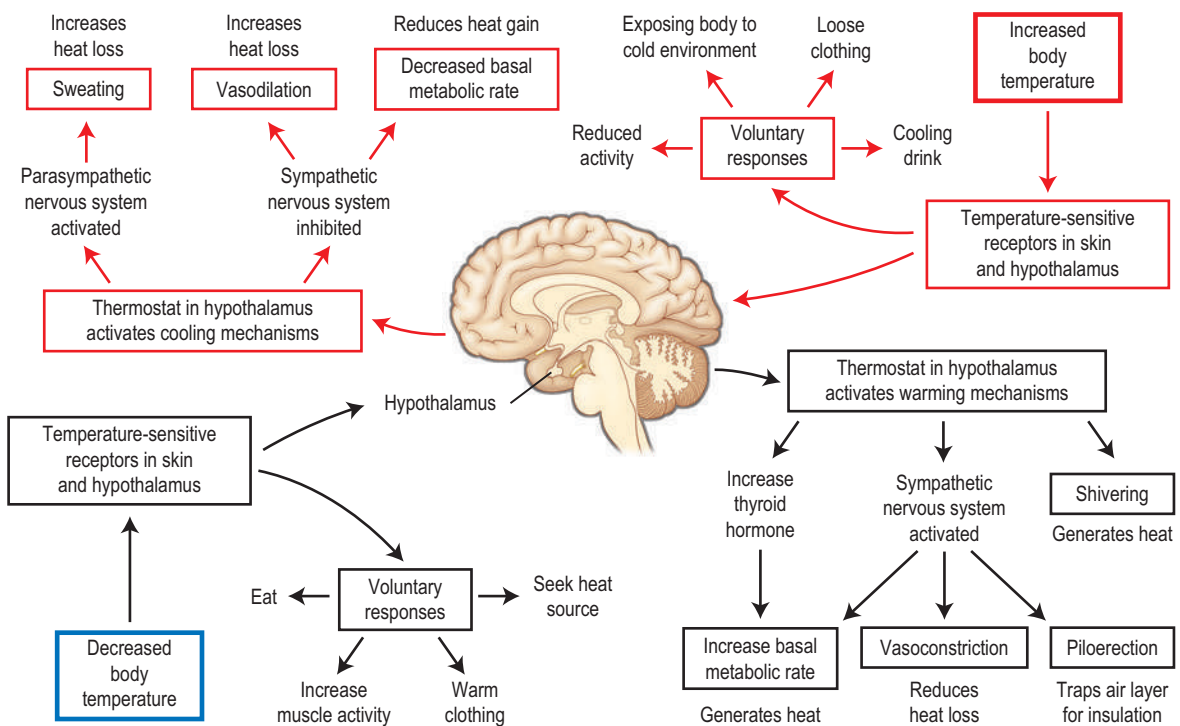 Increases
heat loss
Sweating
Parasympathetic
nervous system
activated
Increases
heat loss
Vasodilation
Reduces heat gain
Decreased basal
metabolic rate
Sympathetic
nervous system
inhibited
Thermostat in hypothalamus
activates cooling mechanisms
Exposing body to
cold environment
Loose
clothing
Reduced
activity
Voluntary
responses
Cooling
drink
Increased
body
temperature
Temperature-sensitive
receptors in skin
and hypothalamus
Hypothalamus
Temperature-sensitive
receptors in skin
and hypothalamus
Decreased
body
temperature
Eat
Voluntary
responses
Seek heat
source
Increase
muscle activity
Warm
clothing
Thermostat in hypothalamus
activates warming mechanisms
Increase
thyroid
hormone
Sympathetic
nervous system
activated
Shivering
Generates heat
Increase basal
metabolic rate
Generates heat
Vasoconstriction
Reduces
heat loss
Piloerection
Traps air layer
for insulation